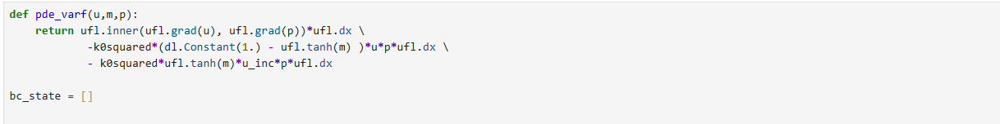 def pde_varf(u,m,p):
    return ufl.inner(ufl.grad(u), ufl.grad(p))*ufl.dx \
            -k0squared*(dl.Constant(1.) - ufl.tanh(m) )*u*p*ufl.dx \
            - k0squared*ufl.tanh(m)*u_inc*p*ufl.dx
bc_state = []